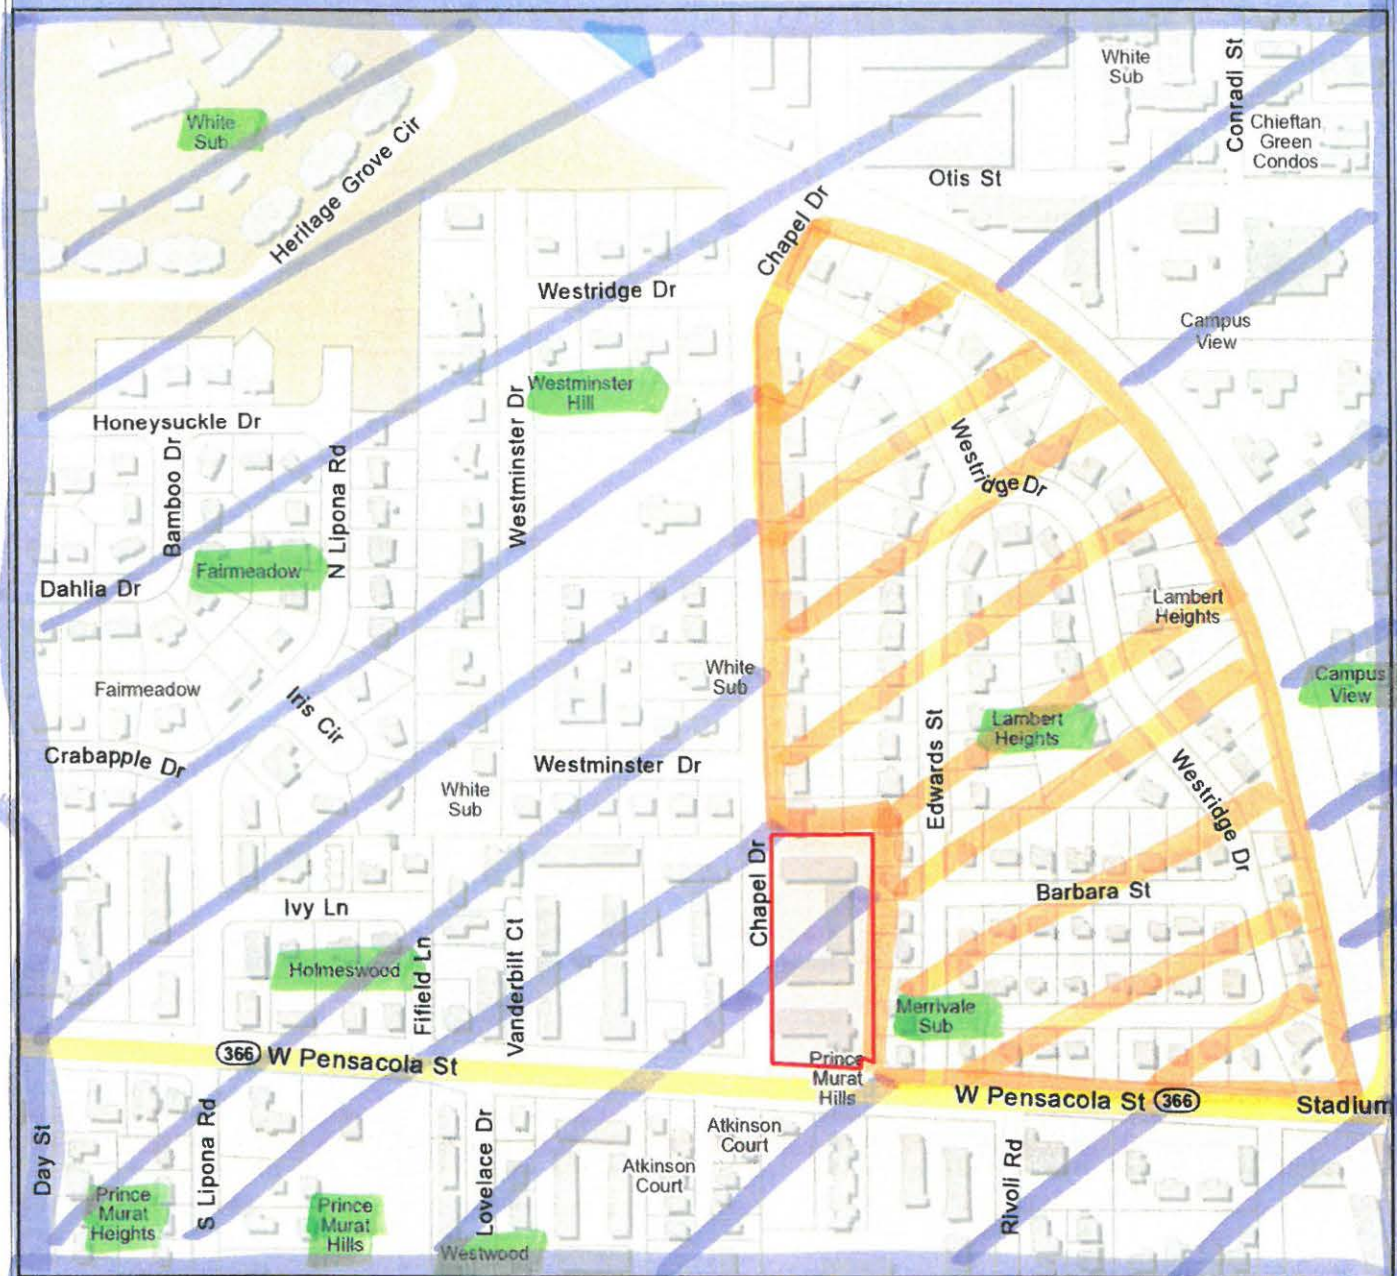 White
Sub
Conradi St
White
Sub
Chieftan
Green
Condos
Heritage Grove Cir
Otis St
Chapel Dr
Westridge Dr
Campus
View
Westminster
Hill
Westminster Dr
Honeysuckle Dr
Bamboo Dr
N Lipona Rd
Westridge Dr
Fairmeadow
Dahlia Dr
Lambert
Heights
White
Sub
Campus
View
Fairmeadow
Iris Cir
Lambert
Heights
Edwards St
Crabapple Dr
Westminster Dr
White
Sub
Westridge Dr
Chapel Dr
Barbara St
Ivy Ln
Holmeswood
Fifield Ln
Vanderbilt Ct
Merrivale
Sub
366 W Pensacola St
Prince
Murat
Hills
W Pensacola St 366
Stadium
Day St
S Lipona Rd
Lovelace Dr
Atkinson
Court
Atkinson
Court
Rivoli Rd
Prince
Murat
Heights
Prince
Murat
Hills
Westwood